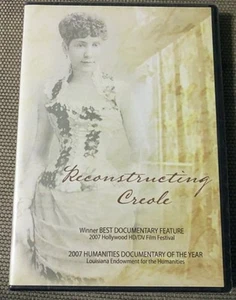 Reconstructing
Creole
Winner BEST DOCUMENTARY FEATURE
2007 Hollywood HD/DV Film Festival
2007 HUMANITIES DOCUMENTARY OF THE YEAR
Louisiana Endowment for the Humanities